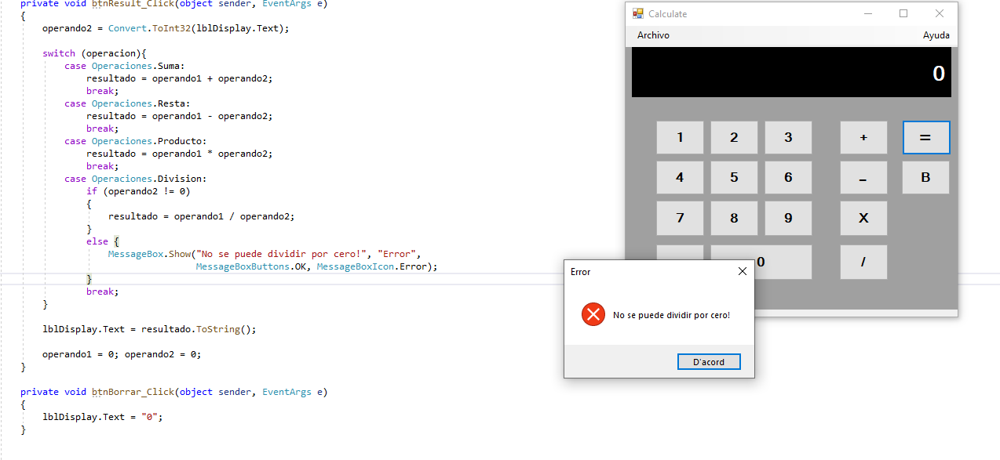 private void btnResult_Click(object sender, EventArgs e)
{
operando2 = Convert.ToInt32(lblDisplay.Text);
switch (operacion){
case Operaciones.Suma:
resultado = operando1 + operando2;
break;
case Operaciones.Resta:
resultado = operando1 - operando2;
break;
case Operaciones.Producto:
resultado = operando1 * operando2;
break;
case Operaciones.Division:
if (operando2 != 0)
{
resultado = operando1 / operando2;
}
else {
MessageBox.Show("No se puede dividir por cero!", "Error",
MessageBoxButtons.OK, MessageBoxIcon.Error);
}
break;
}
lblDisplay.Text = resultado.ToString();
operando1 = 0; operando2 = 0;
}
private void btnBorrar_Click(object sender, EventArgs e)
{
lblDisplay.Text = "0";
}
Calculate
Archivo Ayuda
0
1 2 3 + =
4 5 6 - B
7 8 9 X
0 /
Error
No se puede dividir por cero!
D'acord